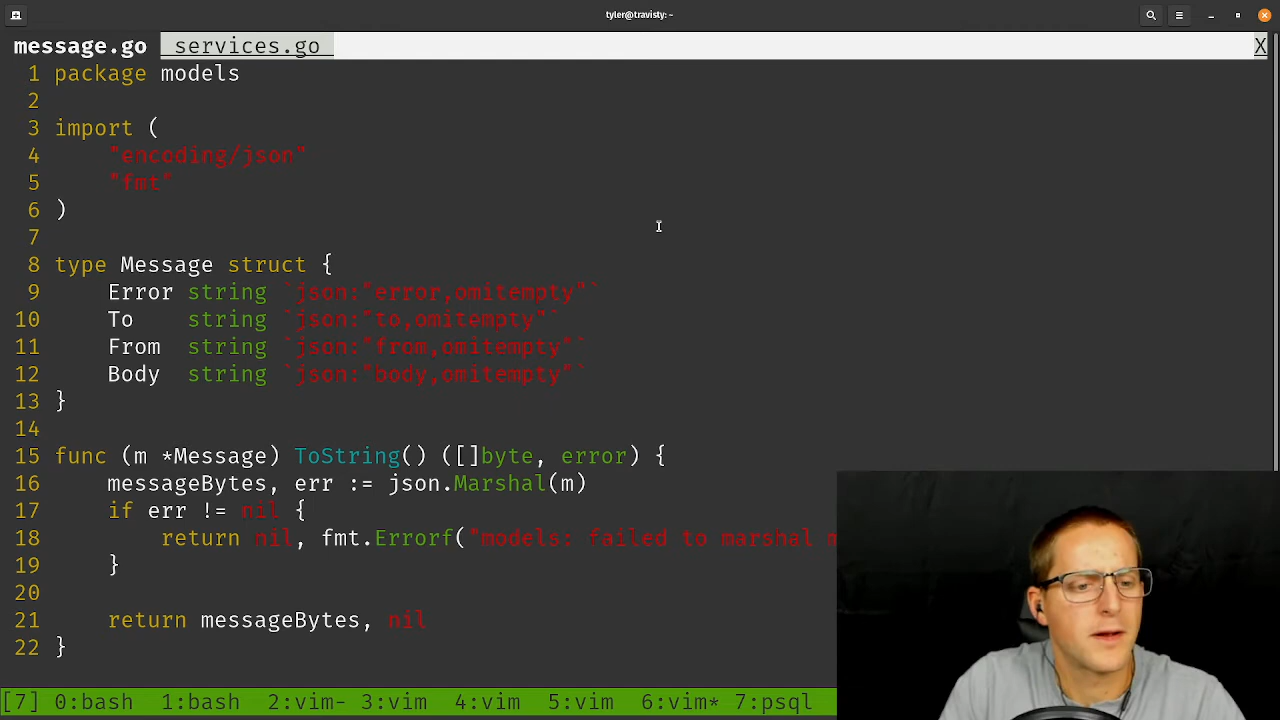 tyler@travisty: ~
message.go services.go X
1 package models
2
3 import (
4 "encoding/json"
5 "fmt"
6 )
7
8 type Message struct {
9 Error string `json:"error,omitempty"`
10 To string `json:"to,omitempty"`
11 From string `json:"from,omitempty"`
12 Body string `json:"body,omitempty"`
13 }
14
15 func (m *Message) ToString() ([]byte, error) {
16 messageBytes, err := json.Marshal(m)
17 if err != nil {
18 return nil, fmt.Errorf("models: failed to marshal
19 }
20
21 return messageBytes, nil
22 }
[7] 0:bash 1:bash 2:vim- 3:vim 4:vim 5:vim 6:vim* 7:psql